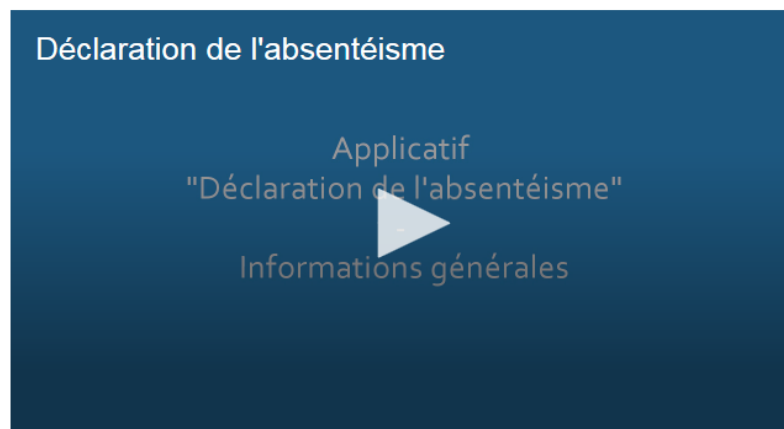 Déclaration de l'absentéisme
Applicatif
"Déclaration de l'absentéisme"
-
Informations générales